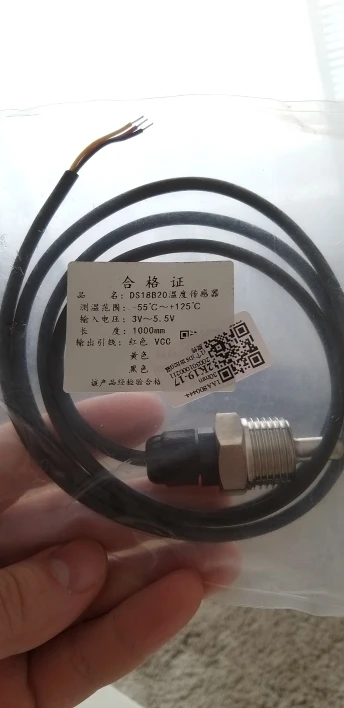 合格证
品 名: DS18B20温度传感器
测温范围: -55℃~+125℃
输入电压: 3V~5.5V
长 度: 1000mm
输出引线: 红色 VCC
黄色
黑色
该产品经检验合格